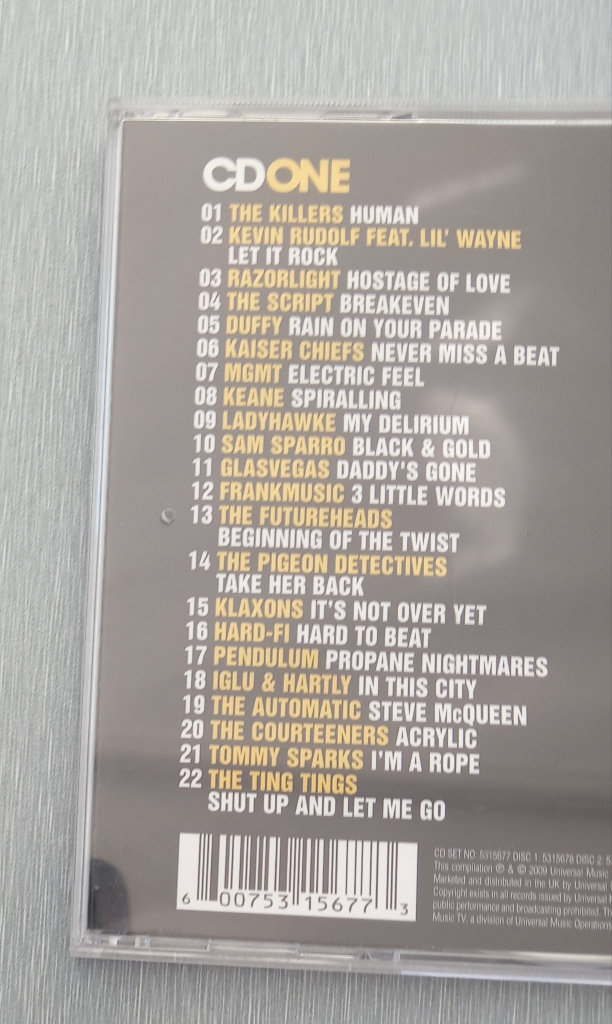 CD ONE
01 THE KILLERS HUMAN
02 KEVIN RUDOLF FEAT. LIL' WAYNE
LET IT ROCK
03 RAZORLIGHT HOSTAGE OF LOVE
04 THE SCRIPT BREAKEVEN
05 DUFFY RAIN ON YOUR PARADE
06 KAISER CHIEFS NEVER MISS A BEAT
07 MGMT ELECTRIC FEEL
08 KEANE SPIRALLING
09 LADYHAWKE MY DELIRIUM
10 SAM SPARRO BLACK & GOLD
11 GLASVEGAS DADDY'S GONE
12 FRANKMUSIC 3 LITTLE WORDS
13 THE FUTUREHEADS
BEGINNING OF THE TWIST
14 THE PIGEON DETECTIVES
TAKE HER BACK
15 KLAXONS IT'S NOT OVER YET
16 HARD-FI HARD TO BEAT
17 PENDULUM PROPANE NIGHTMARES
18 IGLU & HARTLY IN THIS CITY
19 THE AUTOMATIC STEVE McQUEEN
20 THE COURTEENERS ACRYLIC
21 TOMMY SPARKS I'M A ROPE
22 THE TING TINGS
SHUT UP AND LET ME GO
6 00753 15677 3
CD SET NO: 5315677 DISC 1: 5315678 DISC 2:
This compilation ℗ & © 2009 Universal Music
Marketed and distributed in the UK by Universal
Copyright exists in all records issued by Universal
public performance and broadcasting prohibited.
Music TV, a division of Universal Music Operations